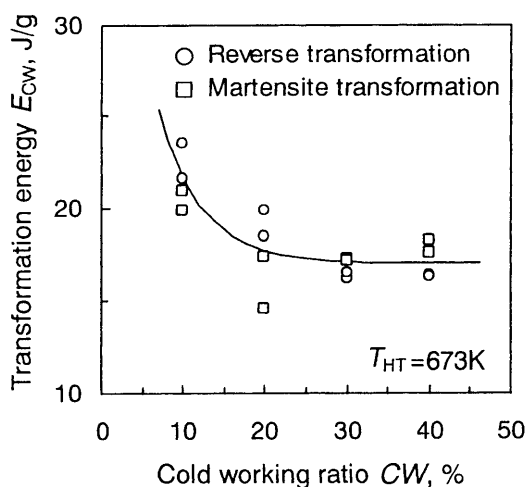 30
Reverse transformation
Martensite transformation
20
10
Transformation energy E_CW, J/g
T_HT=673K
0 10 20 30 40 50
Cold working ratio CW, %